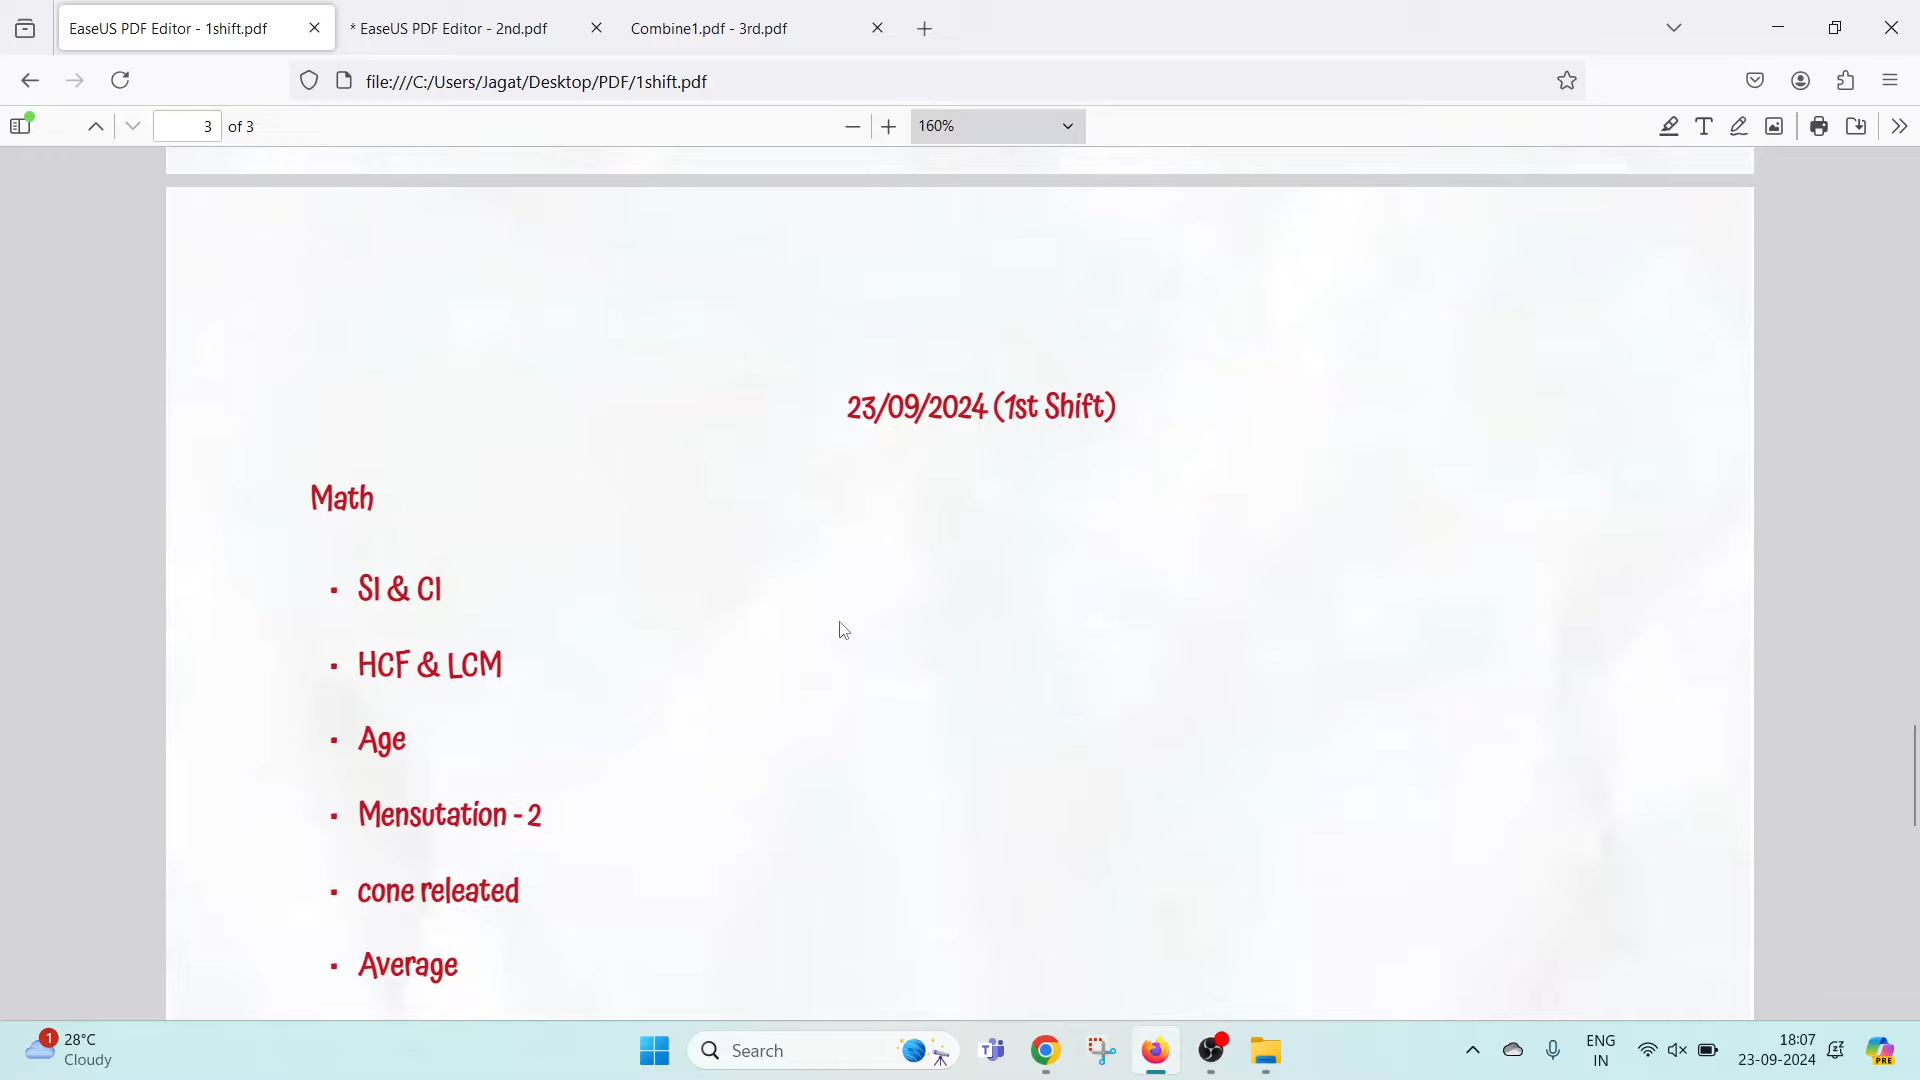 EaseUS PDF Editor - 1shift.pdf
* EaseUS PDF Editor - 2nd.pdf
Combine1.pdf - 3rd.pdf
file:///C:/Users/Jagat/Desktop/PDF/1shift.pdf
3 of 3
160%
23/09/2024 (1st Shift)
Math
▪ SI & CI
▪ HCF & LCM
▪ Age
▪ Mensutation - 2
▪ cone releated
▪ Average
1
28°C
Cloudy
Search
ENG
IN
18:07
23-09-2024
PRE